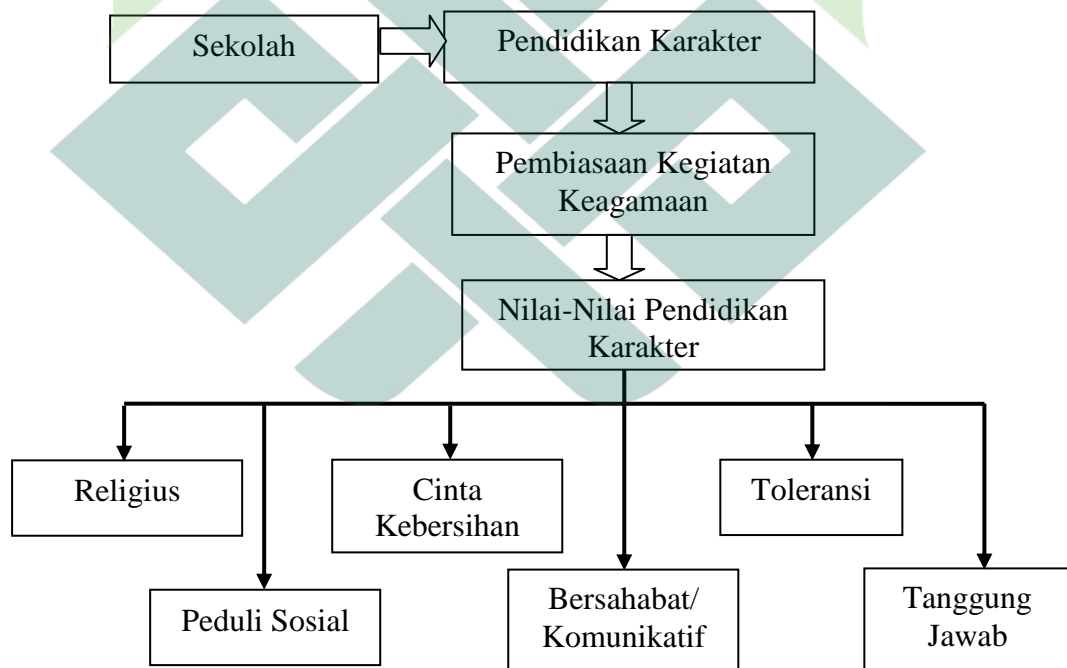 Sekolah
Pendidikan Karakter
Pembiasaan Kegiatan
Keagamaan
Nilai-Nilai Pendidikan
Karakter
Religius
Cinta
Kebersihan
Toleransi
Peduli Sosial
Bersahabat/
Komunikatif
Tanggung
Jawab